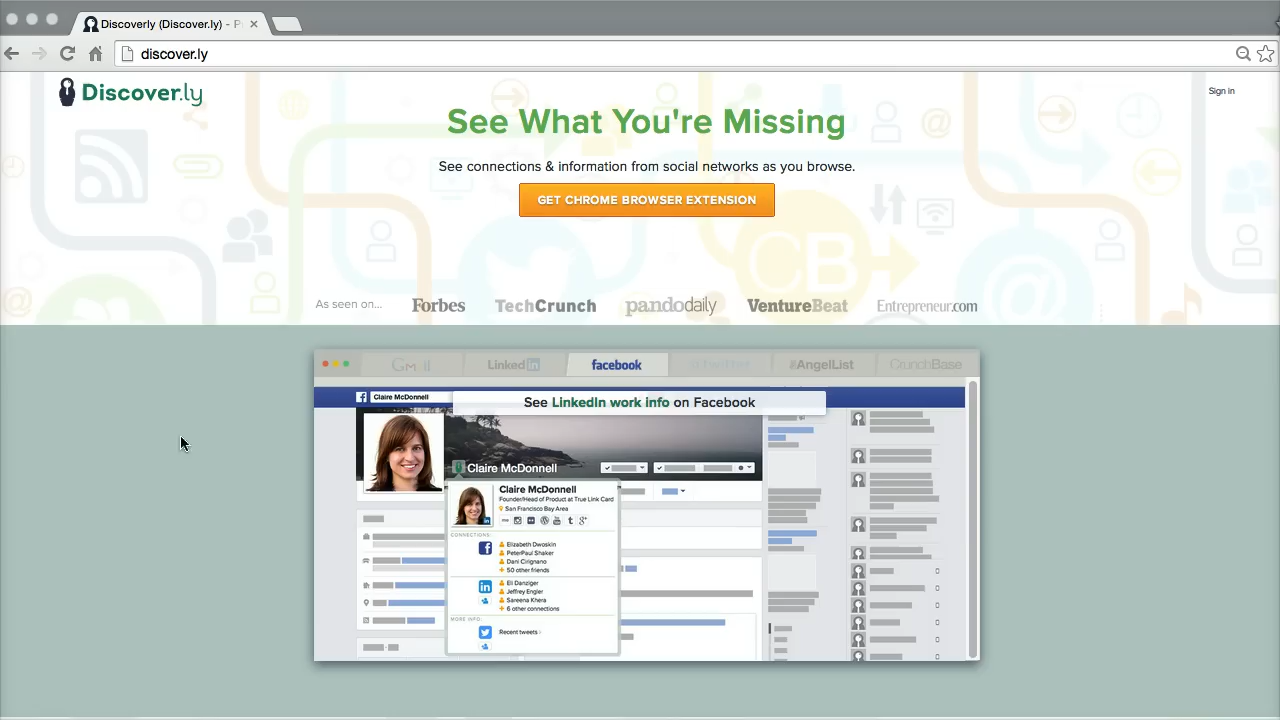 Discoverly (Discover.ly) - P
discover.ly
Discover.ly
Sign in
See What You're Missing
See connections & information from social networks as you browse.
GET CHROME BROWSER EXTENSION
CB
As seen on...
Forbes
TechCrunch
pandodaily
VentureBeat
Entrepreneur.com
Gmail
Linkedin
facebook
AngelList
CrunchBase
Claire McDonnell
See LinkedIn work info on Facebook
Claire McDonnell
Claire McDonnell
Founder/Head of Product at True Link Card
San Francisco Bay Area
CONNECTIONS:
Elizabeth Dwoskin
PeterPaul Shaker
Dani Cirignano
50 other friends
Eli Danziger
Jeffrey Engler
Sareena Khera
6 other connections
MORE INFO:
Recent tweets